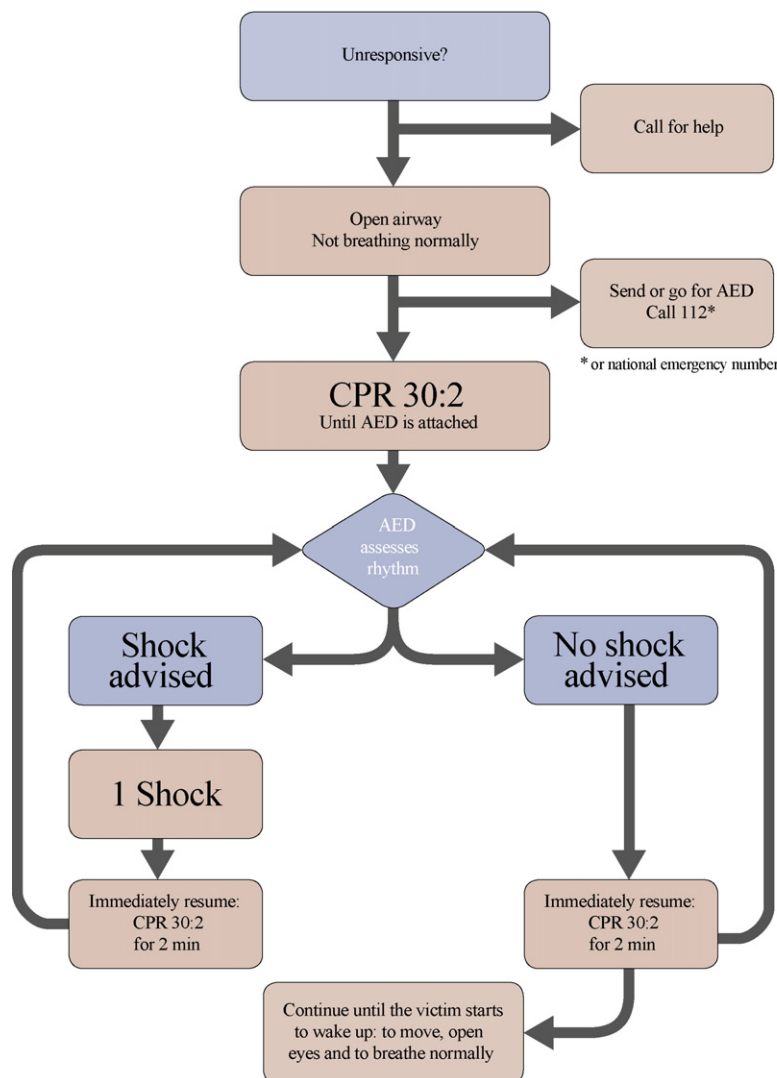 Unresponsive?
Call for help
Open airway
Not breathing normally
Send or go for AED
Call 112*
* or national emergency number
CPR 30:2
Until AED is attached
AED
assesses
rhythm
Shock
advised
No shock
advised
1 Shock
Immediately resume:
CPR 30:2
for 2 min
Immediately resume:
CPR 30:2
for 2 min
Continue until the victim starts
to wake up: to move, open
eyes and to breathe normally